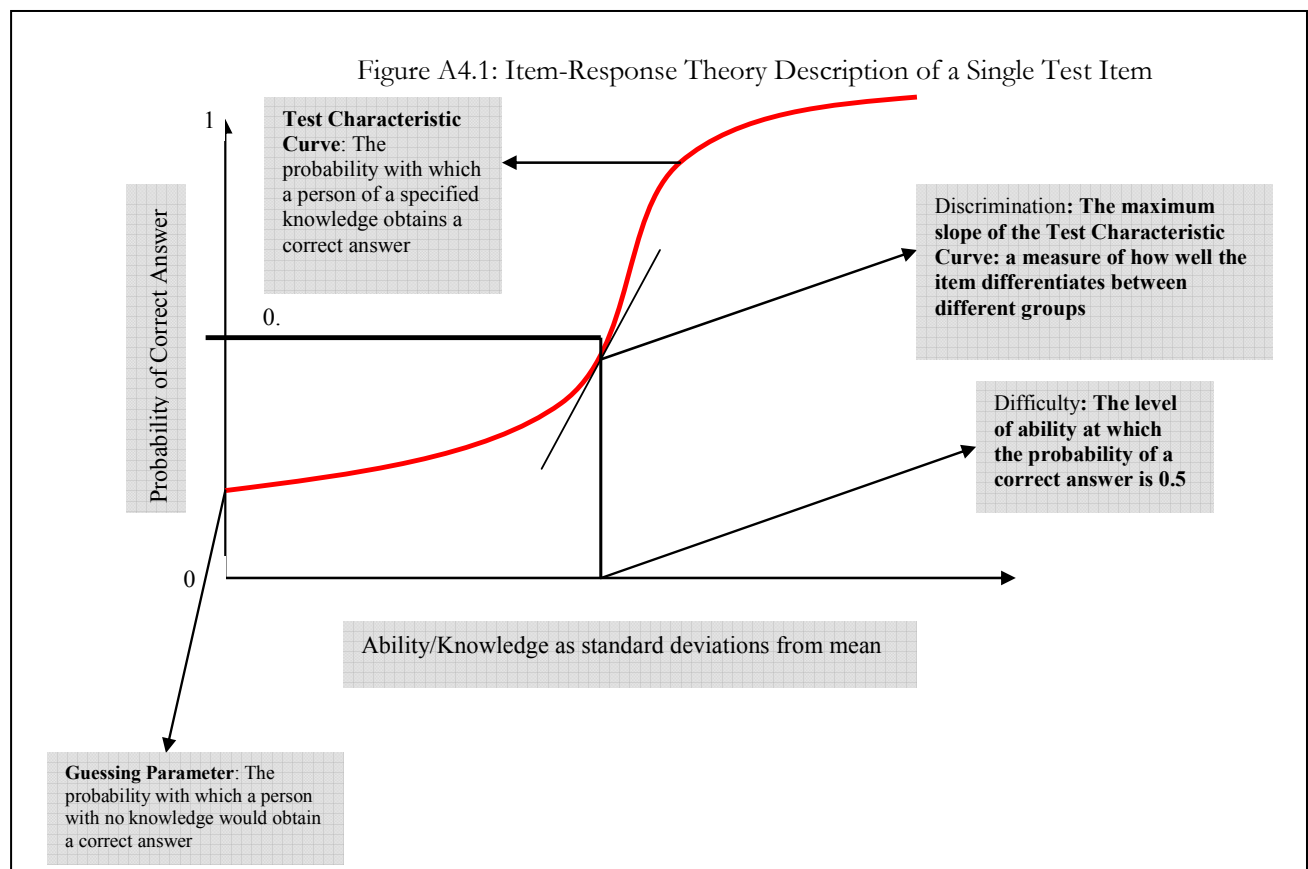 Figure A4.1: Item-Response Theory Description of a Single Test Item
1
Test Characteristic
Curve: The
probability with which
a person of a specified
knowledge obtains a
correct answer
Probability of Correct Answer
Discrimination: The maximum
slope of the Test Characteristic
Curve: a measure of how well the
item differentiates between
different groups
0.
Difficulty: The level
of ability at which
the probability of a
correct answer is 0.5
0
Ability/Knowledge as standard deviations from mean
Guessing Parameter: The
probability with which a person
with no knowledge would obtain
a correct answer